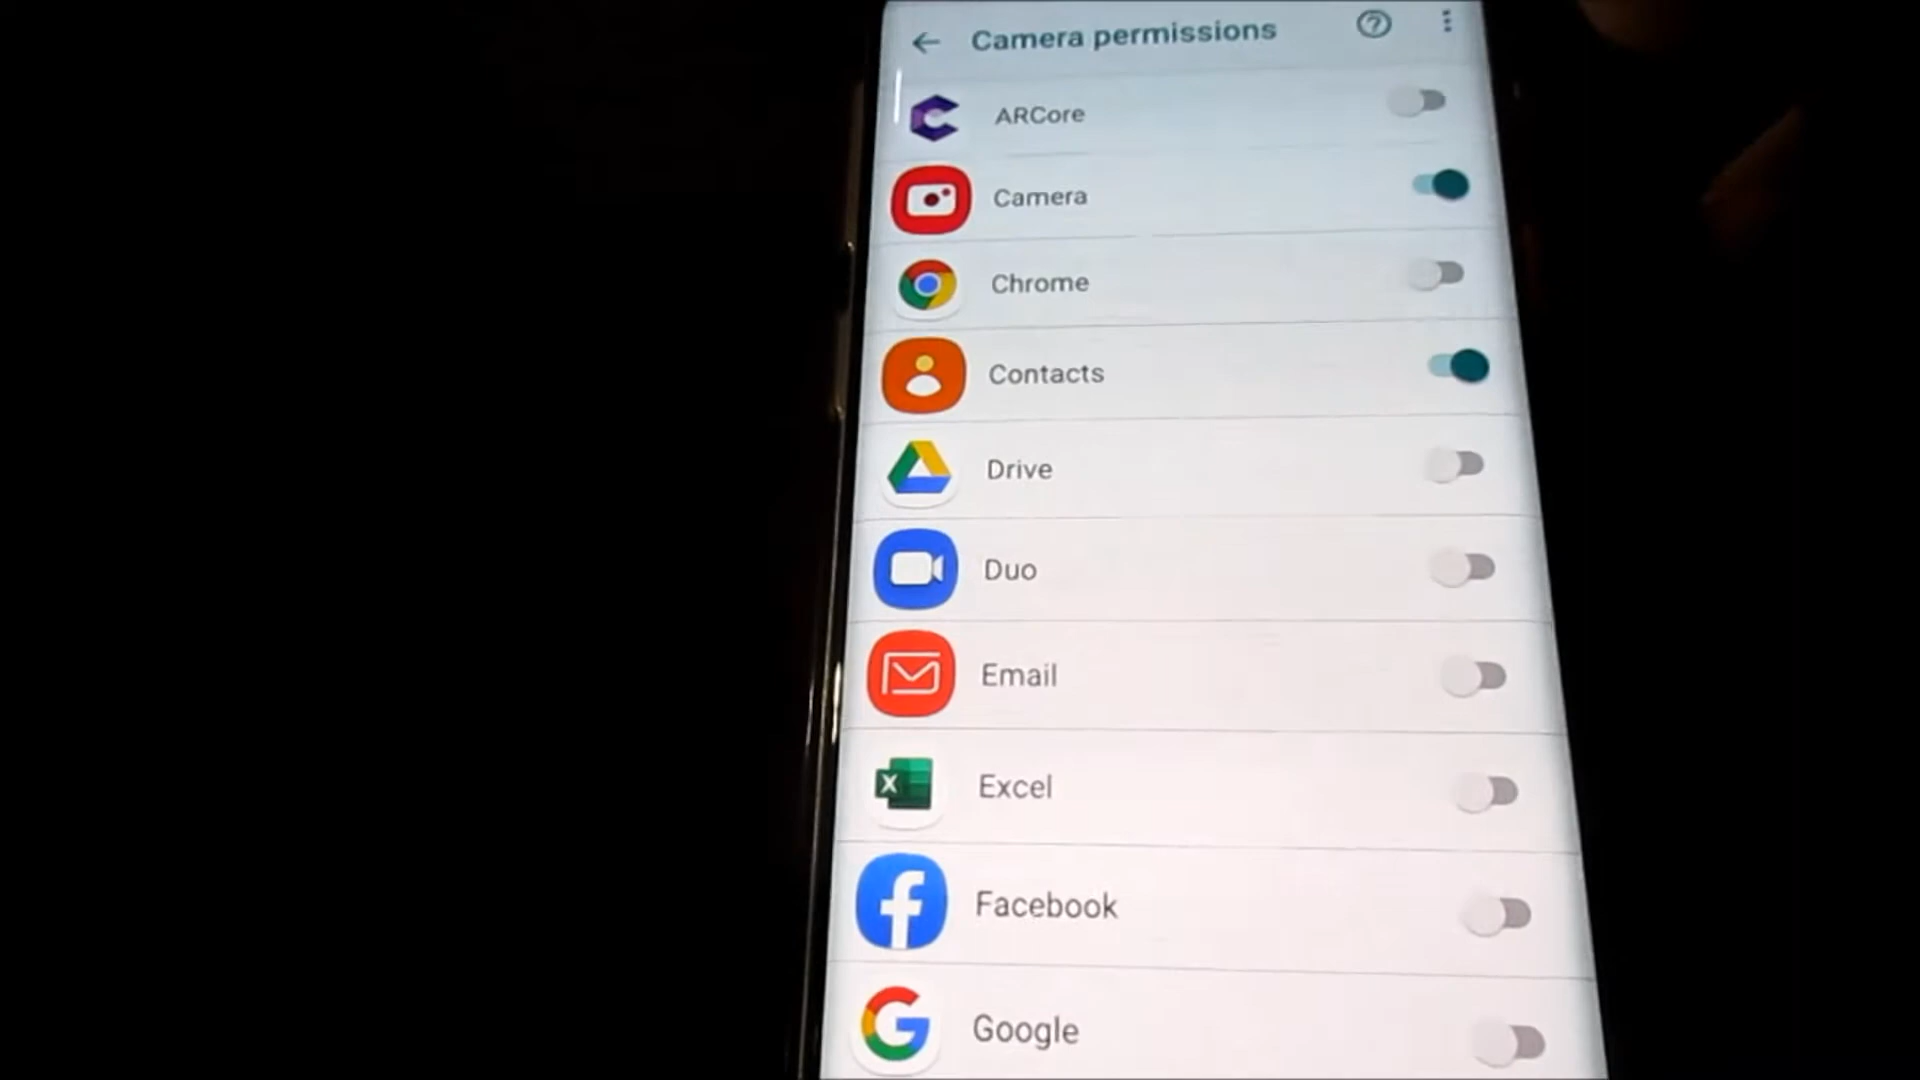 Camera permissions
ARCore
Camera
Chrome
Contacts
Drive
Duo
Email
Excel
Facebook
Google